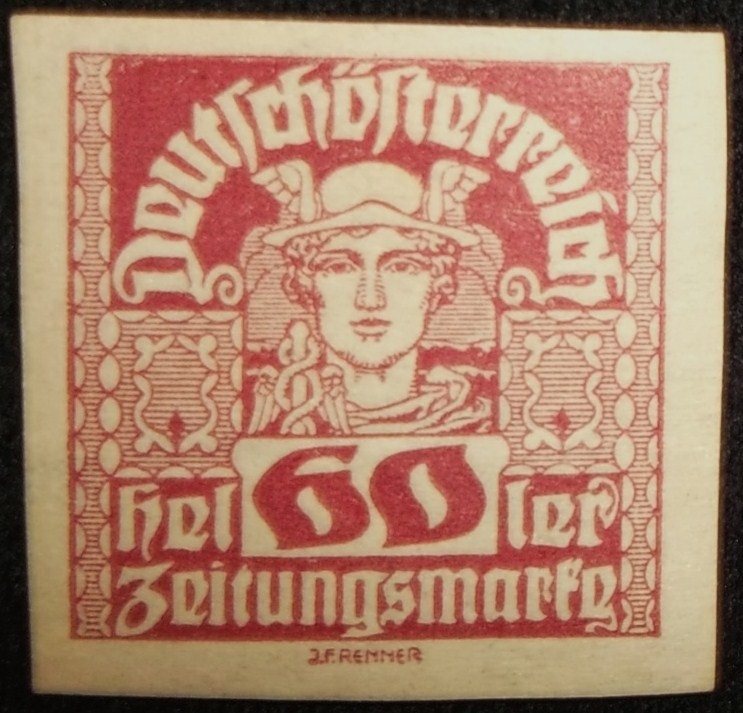 Deutschösterreich
Hel 60 ler
Zeitungsmarke
J.F.RENNER